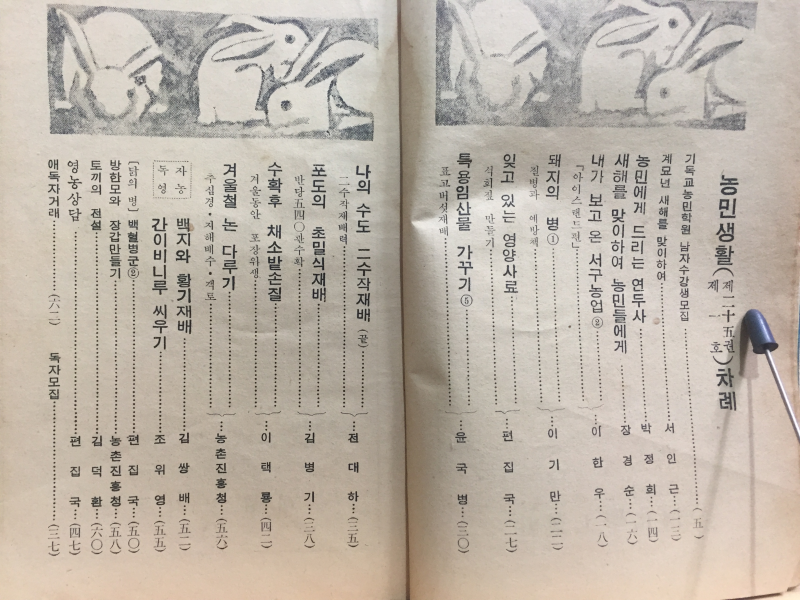 농민생활 (제二十五권 제一호) 차례
기독교농민학원 남자수강생모집……(五)
계묘년 새해를 맞이하여……서인근…(一三)
농민에게 드리는 연두사……박정희…(一四)
새해를 맞이하여 농민들에게……장경순…(一六)
내가 보고 온 서구농업②……이한우…(一八)
「아이스랜드편」
돼지의 병①……이기만…(二二)
질병과 예방책
잊고 있는 영양사료……편집국…(二七)
석회질 만들기
특용임산물 가꾸기⑤……윤국병…(三〇)
표고버섯재배
나의 수도 二수작재배(끝)……전대하…(三五)
二수작재배력
포도의 초밀식재배……김병기…(三八)
반당五四〇관수확
수확후 채소밭손질……이택룡…(四二)
겨울동안 포장위생
겨울철 논 다루기……농촌진흥청…(五六)
추심경·지해배수·객토
자농 독영
백지와 황기재배……김쌍배…(五二)
간이비니루 씌우기……조위영…(五五)
[닭의 병] 백혈병군②……편집국…(五〇)
방한모와 장갑만들기……농촌진흥청…(五八)
토끼의 전설……김덕환…(六〇)
영농상담……편집국…(四七)
애독자거래……(六二)
독자모집……(三七)